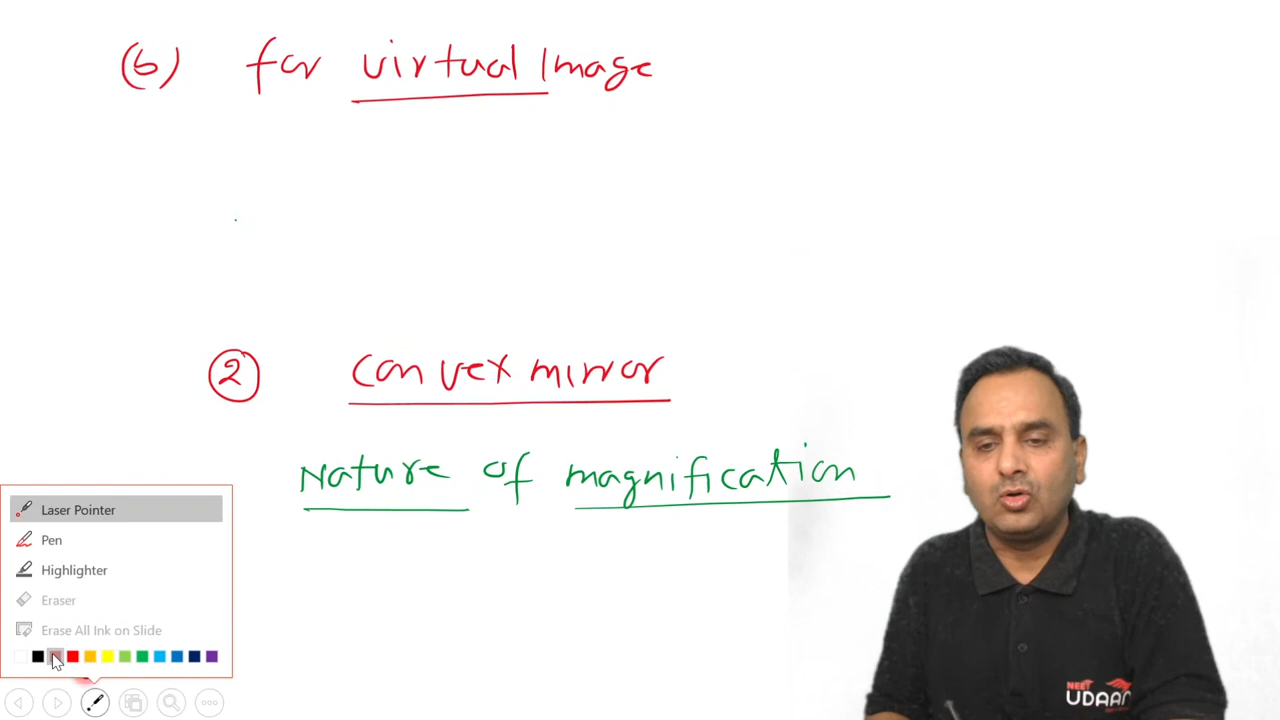 (6) for virtual Image
② convex mirror
Nature of magnification
Laser Pointer
Pen
Highlighter
Eraser
Erase All Ink on Slide
NEET
UDAAN